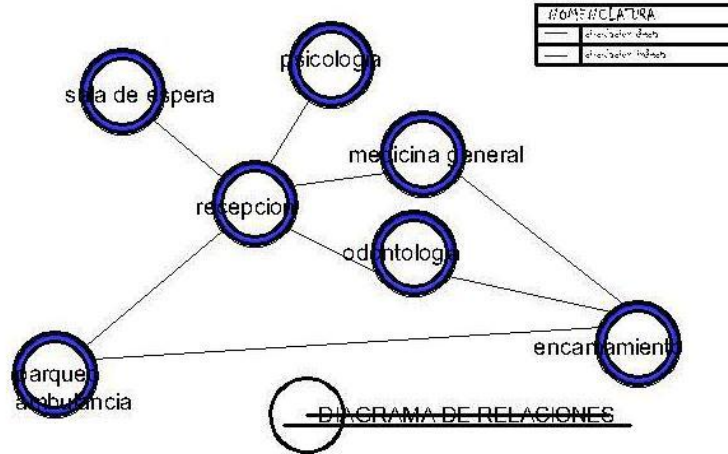 NOMENCLATURA
psicologia
sala de espera
medicina general
recepcion
odontologia
encamamiento
parqueo
ambulancia
DIAGRAMA DE RELACIONES